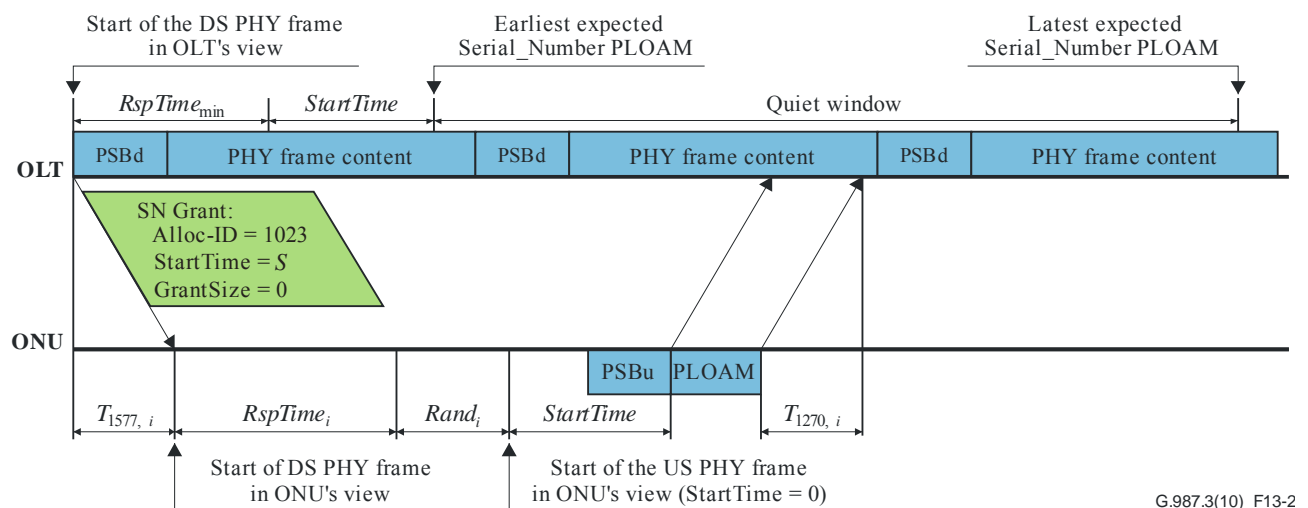 Start of the DS PHY frame
in OLT's view
Earliest expected
Serial_Number PLOAM
Latest expected
Serial_Number PLOAM
RspTimemin
StartTime
Quiet window
OLT
PSBd
PHY frame content
PSBd
PHY frame content
PSBd
PHY frame content
SN Grant:
Alloc-ID = 1023
StartTime = S
GrantSize = 0
ONU
PSBu
PLOAM
T1577, i
RspTimei
Randi
StartTime
T1270, i
Start of DS PHY frame
in ONU's view
Start of the US PHY frame
in ONU's view (StartTime = 0)
G.987.3(10)_F13-2